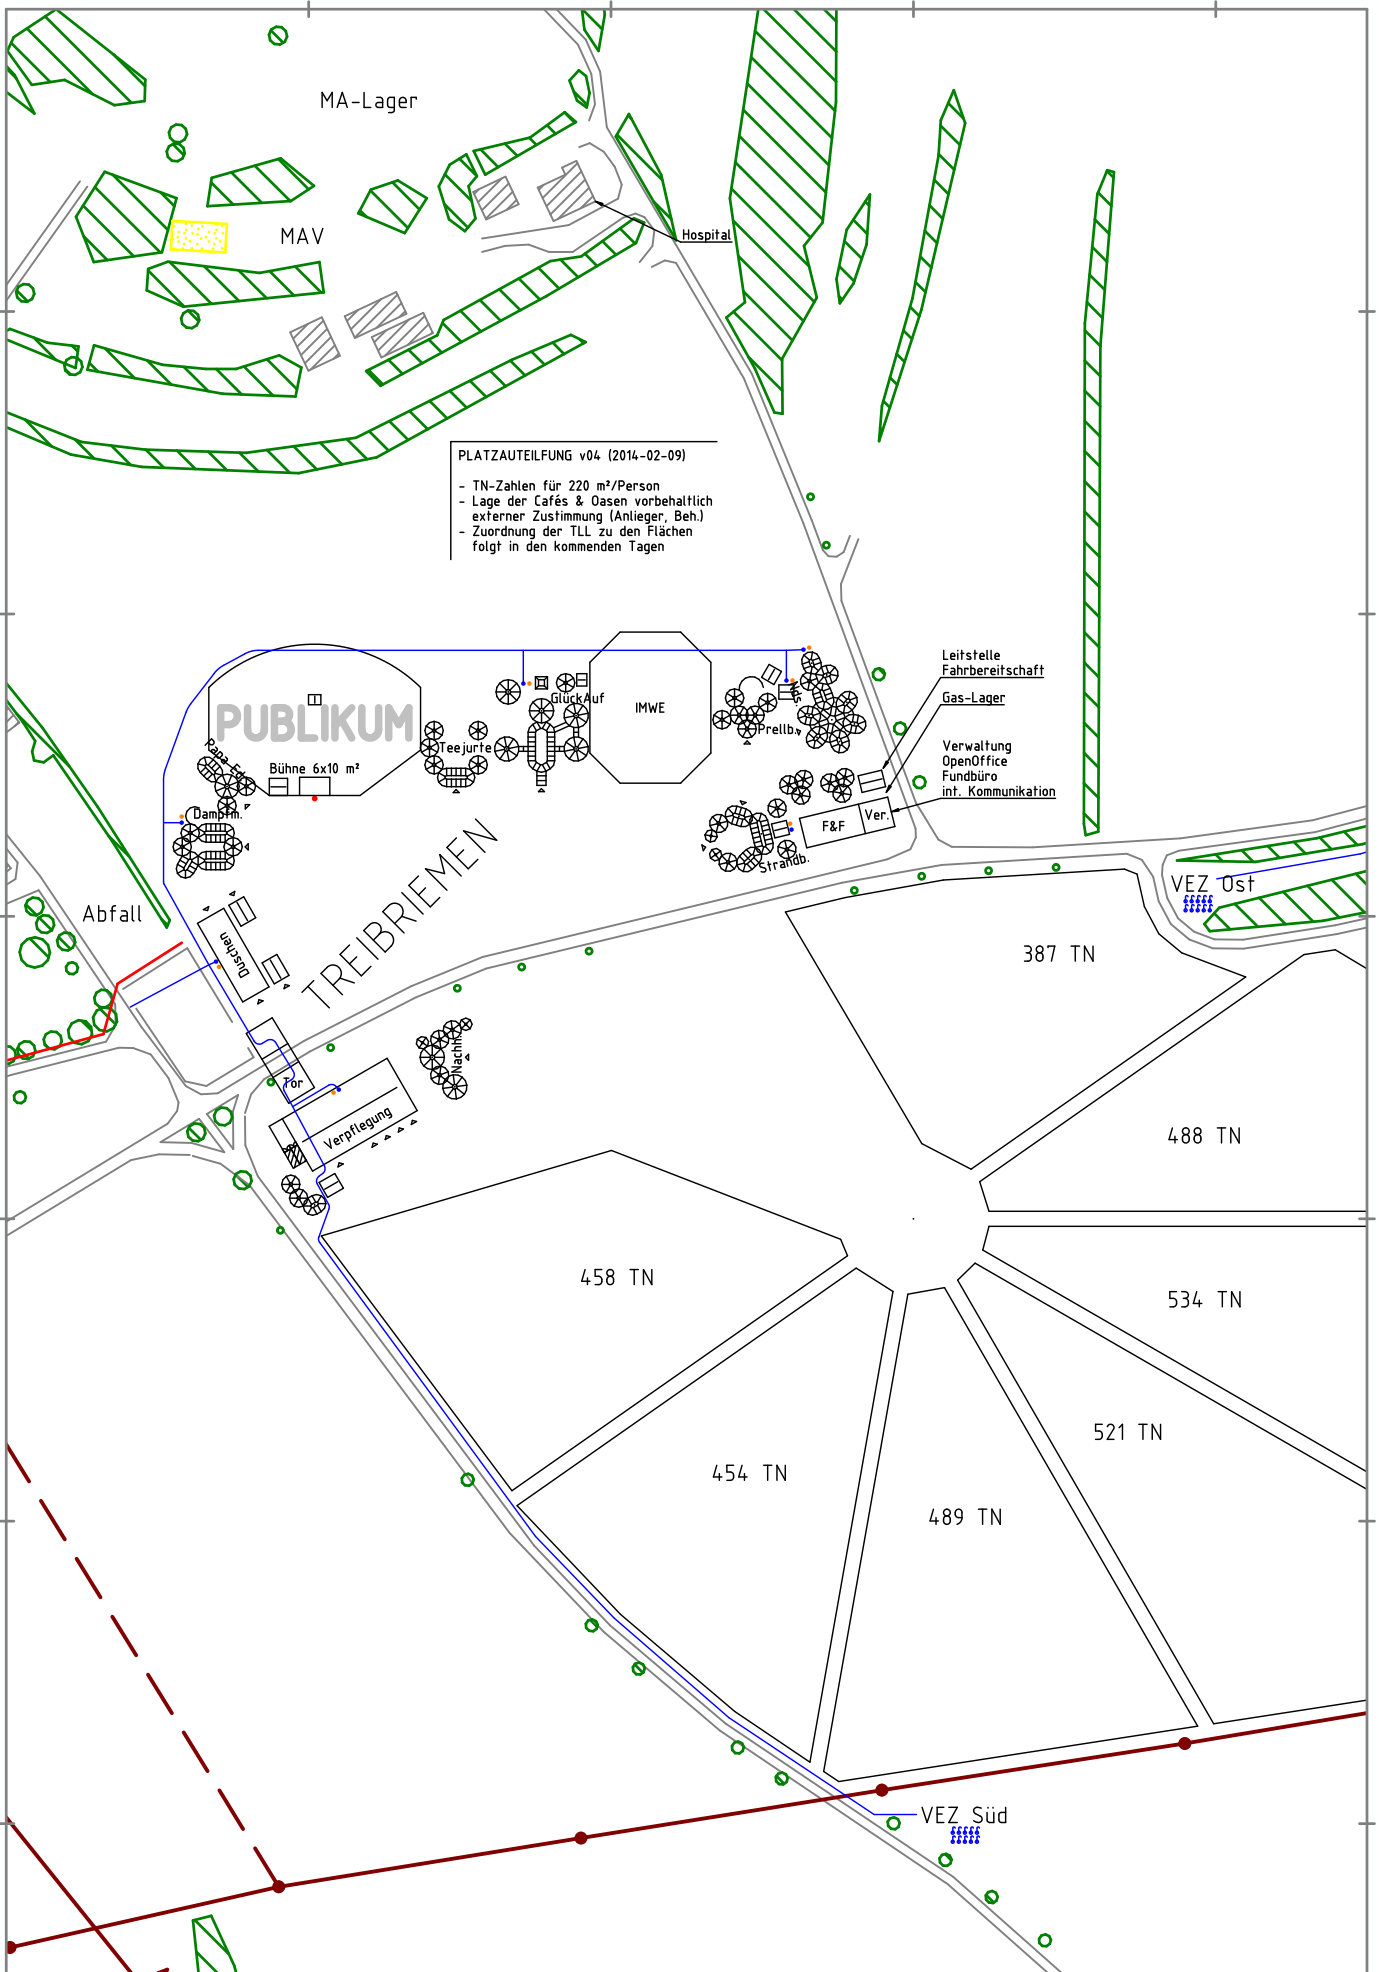 MA-Lager
MAV
Hospital
PLATZAUTEILFUNG v04 (2014-02-09)
- TN-Zahlen für 220 m²/Person
- Lage der Cafés & Oasen vorbehaltlich
externer Zustimmung (Anlieger, Beh.)
- Zuordnung der TLL zu den Flächen
folgt in den kommenden Tagen
Leitstelle
Fahrbereitschaft
Gas-Lager
Verwaltung
OpenOffice
Fundbüro
int. Kommunikation
GlückAuf
IMWE
Nds.
PUBLIKUM
Prellb.
Teejurte
Bühne 6x10 m²
Dampfm.
F&F
Ver.
Strandb.
TREIBRIEMEN
VEZ Ost
Abfall
Duschen
387 TN
Nachh.
Tor
Verpflegung
488 TN
458 TN
534 TN
521 TN
454 TN
489 TN
VEZ Süd